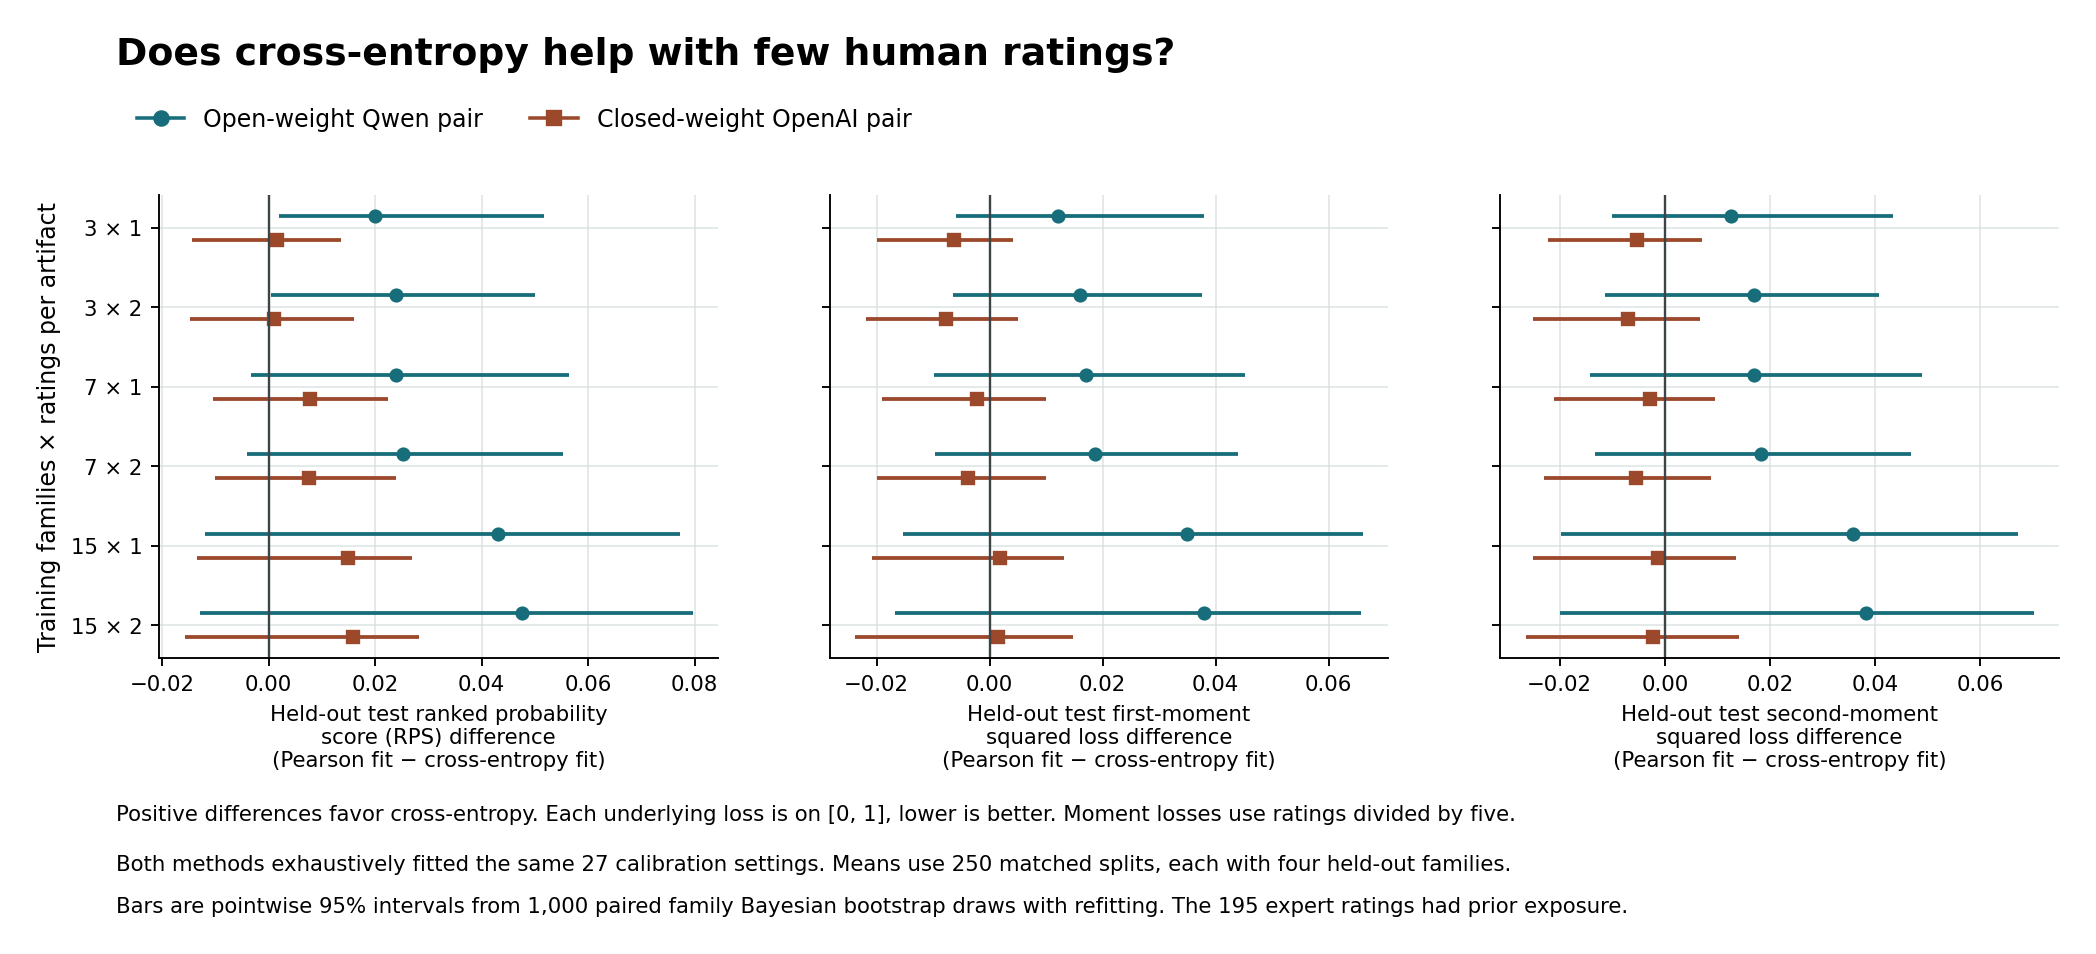 Does cross-entropy help with few human ratings?
Open-weight Qwen pair
Closed-weight OpenAI pair
Training families × ratings per artifact
3 × 1
3 × 2
7 × 1
7 × 2
15 × 1
15 × 2
−0.02 0.00 0.02 0.04 0.06 0.08
Held-out test ranked probability
score (RPS) difference
(Pearson fit − cross-entropy fit)
−0.02 0.00 0.02 0.04 0.06
Held-out test first-moment
squared loss difference
(Pearson fit − cross-entropy fit)
−0.02 0.00 0.02 0.04 0.06
Held-out test second-moment
squared loss difference
(Pearson fit − cross-entropy fit)
Positive differences favor cross-entropy. Each underlying loss is on [0, 1], lower is better. Moment losses use ratings divided by five.
Both methods exhaustively fitted the same 27 calibration settings. Means use 250 matched splits, each with four held-out families.
Bars are pointwise 95% intervals from 1,000 paired family Bayesian bootstrap draws with refitting. The 195 expert ratings had prior exposure.